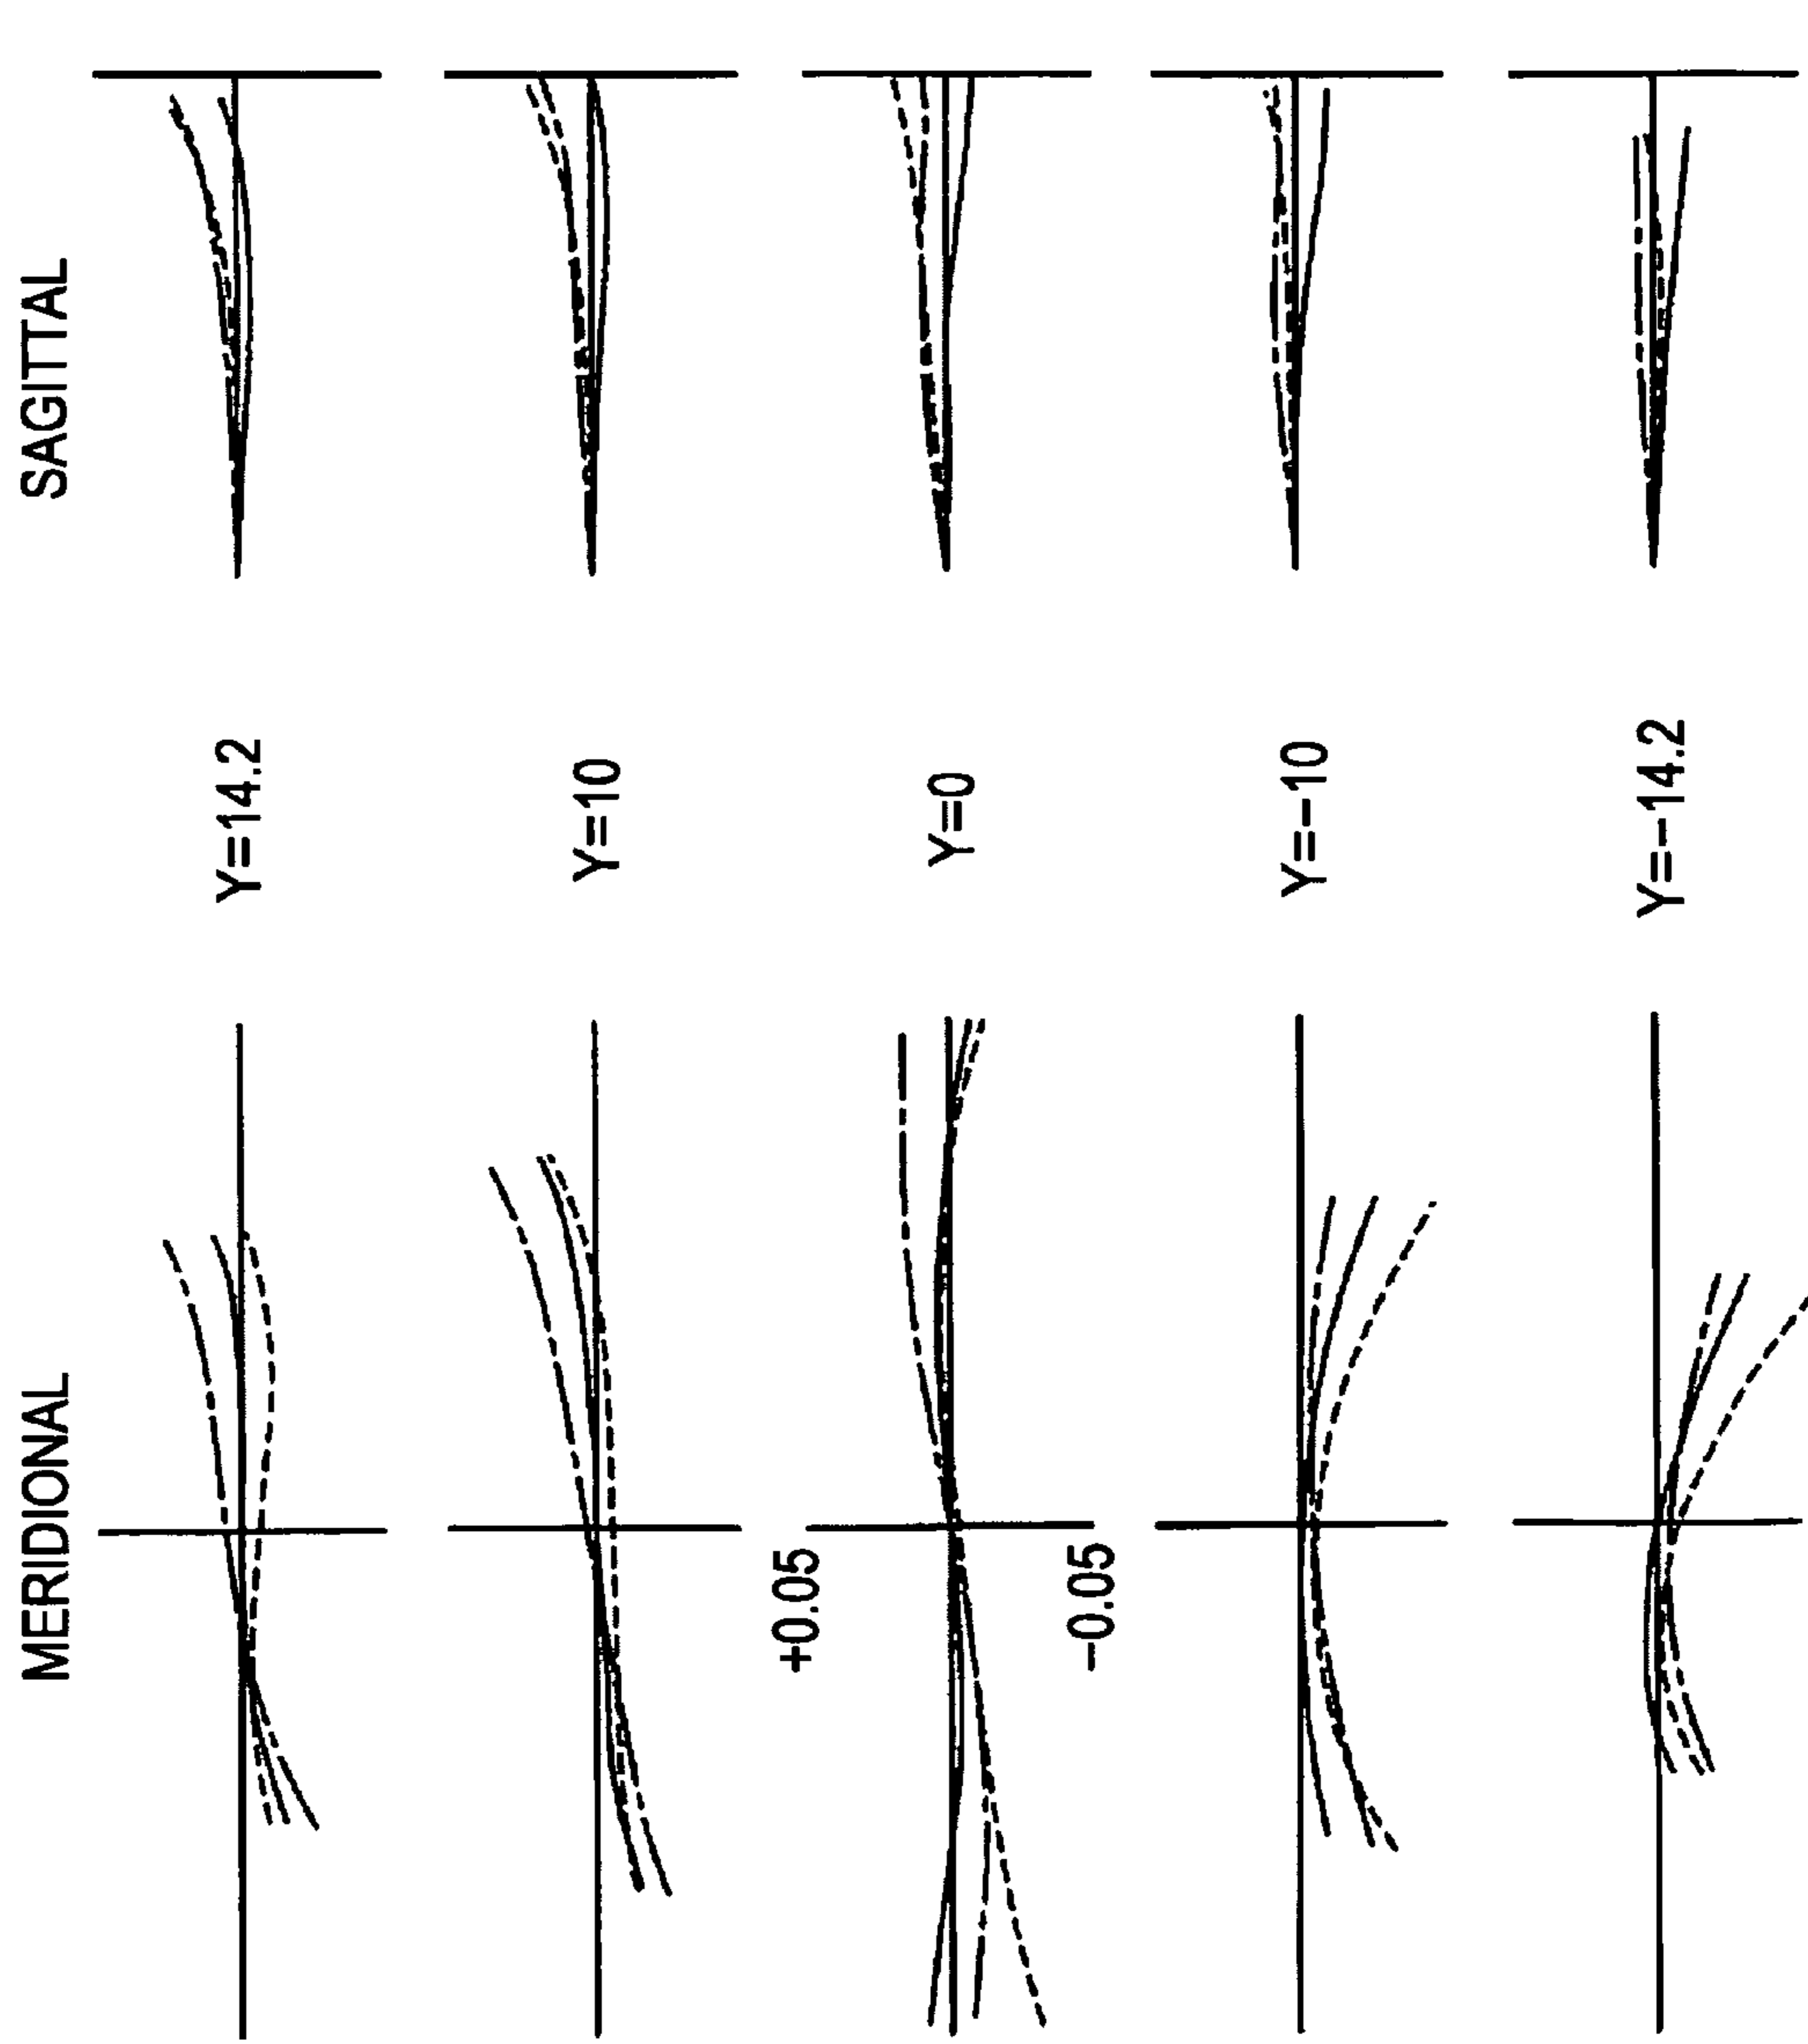 MERIDIONAL
SAGITTAL
Y=14.2
Y=10
+0.05
Y=0
-0.05
Y=-10
Y=-14.2